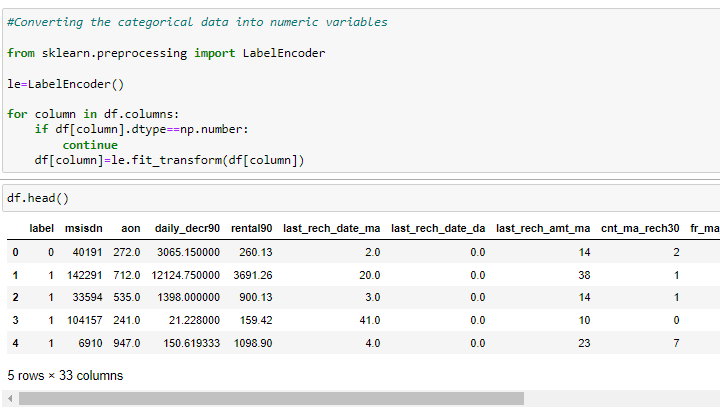 #Converting the categorical data into numeric variables
from sklearn.preprocessing import LabelEncoder
le=LabelEncoder()
for column in df.columns:
    if df[column].dtype==np.number:
        continue
    df[column]=le.fit_transform(df[column])
df.head()
label msisdn aon daily_decr90 rental90 last_rech_date_ma last_rech_date_da last_rech_amt_ma cnt_ma_rech30 fr_ma
0 0 40191 272.0 3065.150000 260.13 2.0 0.0 14 2
1 1 142291 712.0 12124.750000 3691.26 20.0 0.0 38 1
2 1 33594 535.0 1398.000000 900.13 3.0 0.0 14 1
3 1 104157 241.0 21.228000 159.42 41.0 0.0 10 0
4 1 6910 947.0 150.619333 1098.90 4.0 0.0 23 7
5 rows × 33 columns